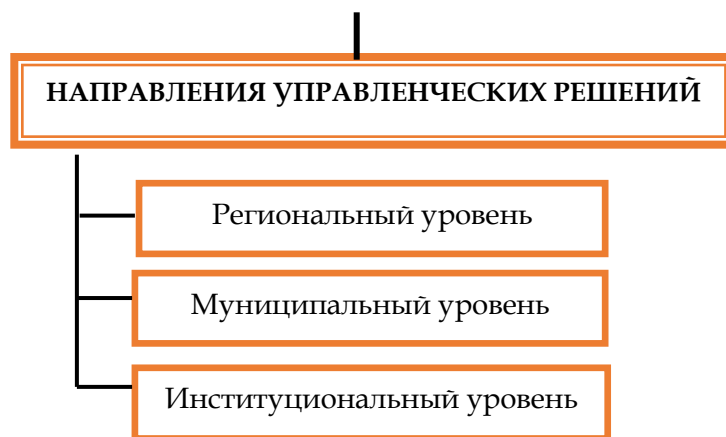 НАПРАВЛЕНИЯ УПРАВЛЕНЧЕСКИХ РЕШЕНИЙ
Региональный уровень
Муниципальный уровень
Институциональный уровень